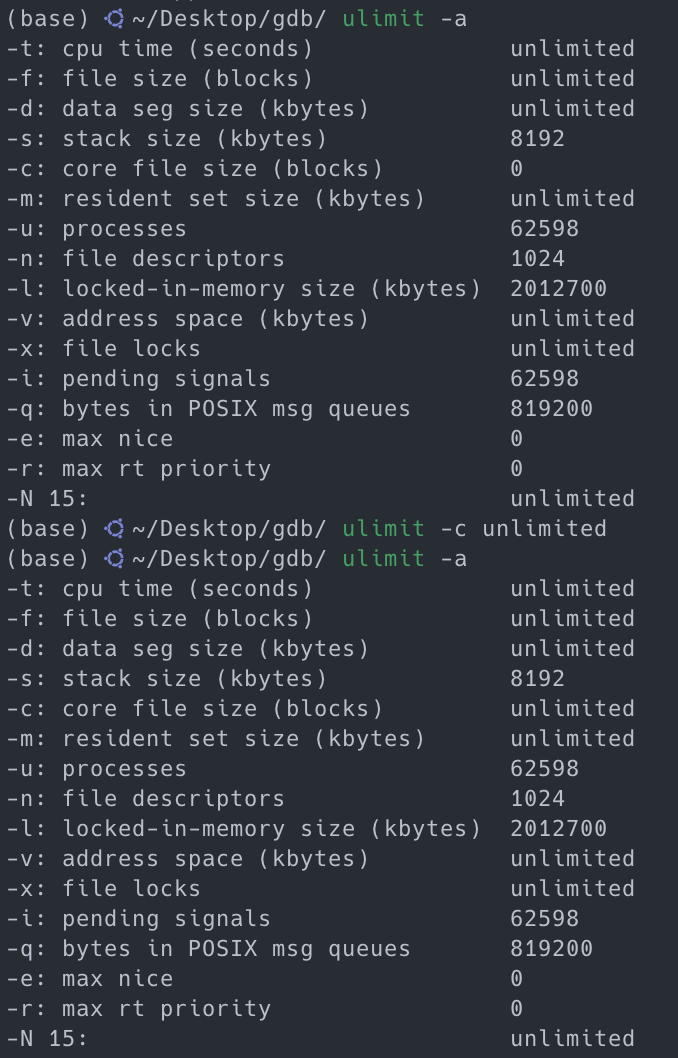 (base) ~/Desktop/gdb/ ulimit -a
-t: cpu time (seconds) unlimited
-f: file size (blocks) unlimited
-d: data seg size (kbytes) unlimited
-s: stack size (kbytes) 8192
-c: core file size (blocks) 0
-m: resident set size (kbytes) unlimited
-u: processes 62598
-n: file descriptors 1024
-l: locked-in-memory size (kbytes) 2012700
-v: address space (kbytes) unlimited
-x: file locks unlimited
-i: pending signals 62598
-q: bytes in POSIX msg queues 819200
-e: max nice 0
-r: max rt priority 0
-N 15: unlimited
(base) ~/Desktop/gdb/ ulimit -c unlimited
(base) ~/Desktop/gdb/ ulimit -a
-t: cpu time (seconds) unlimited
-f: file size (blocks) unlimited
-d: data seg size (kbytes) unlimited
-s: stack size (kbytes) 8192
-c: core file size (blocks) unlimited
-m: resident set size (kbytes) unlimited
-u: processes 62598
-n: file descriptors 1024
-l: locked-in-memory size (kbytes) 2012700
-v: address space (kbytes) unlimited
-x: file locks unlimited
-i: pending signals 62598
-q: bytes in POSIX msg queues 819200
-e: max nice 0
-r: max rt priority 0
-N 15: unlimited